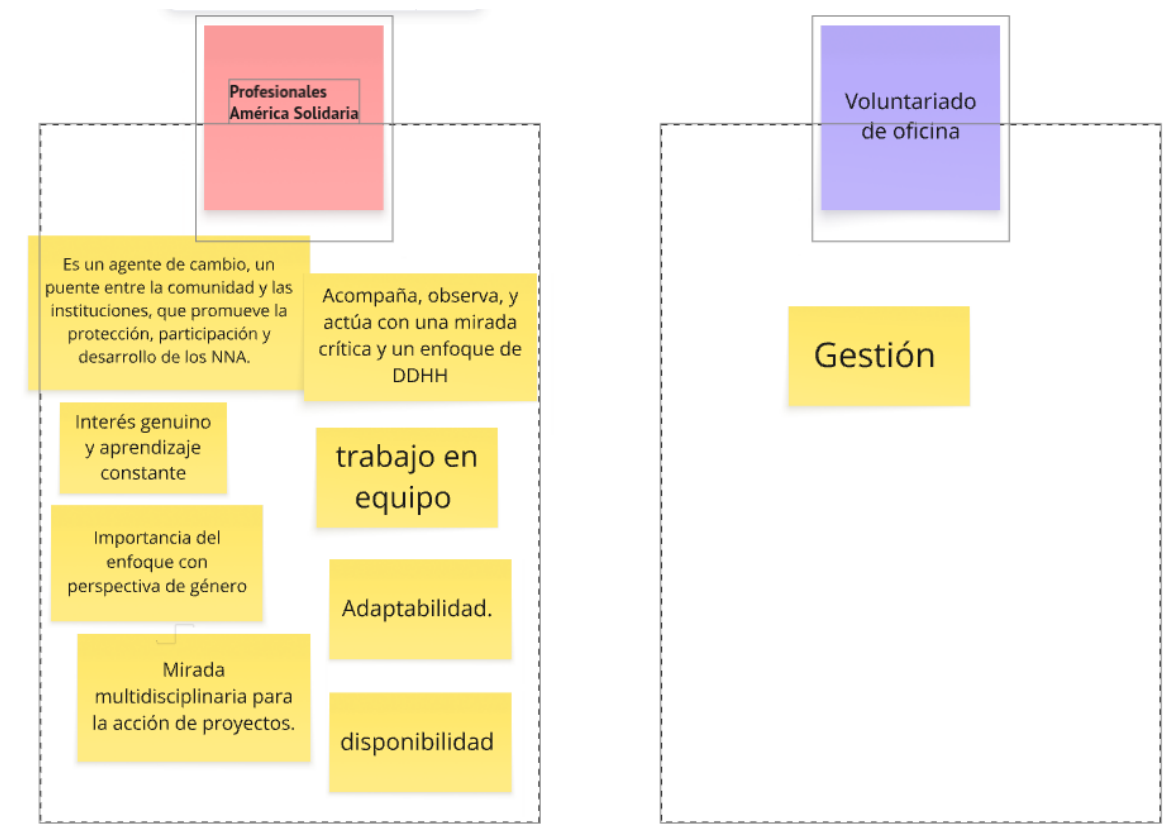 Profesionales
América Solidaria
Es un agente de cambio, un
puente entre la comunidad y las
instituciones, que promueve la
protección, participación y
desarrollo de los NNA.
Acompaña, observa, y
actúa con una mirada
crítica y un enfoque de
DDHH
Interés genuino
y aprendizaje
constante
trabajo en
equipo
Importancia del
enfoque con
perspectiva de género
Adaptabilidad.
Mirada
multidisciplinaria para
la acción de proyectos.
disponibilidad
Voluntariado
de oficina
Gestión